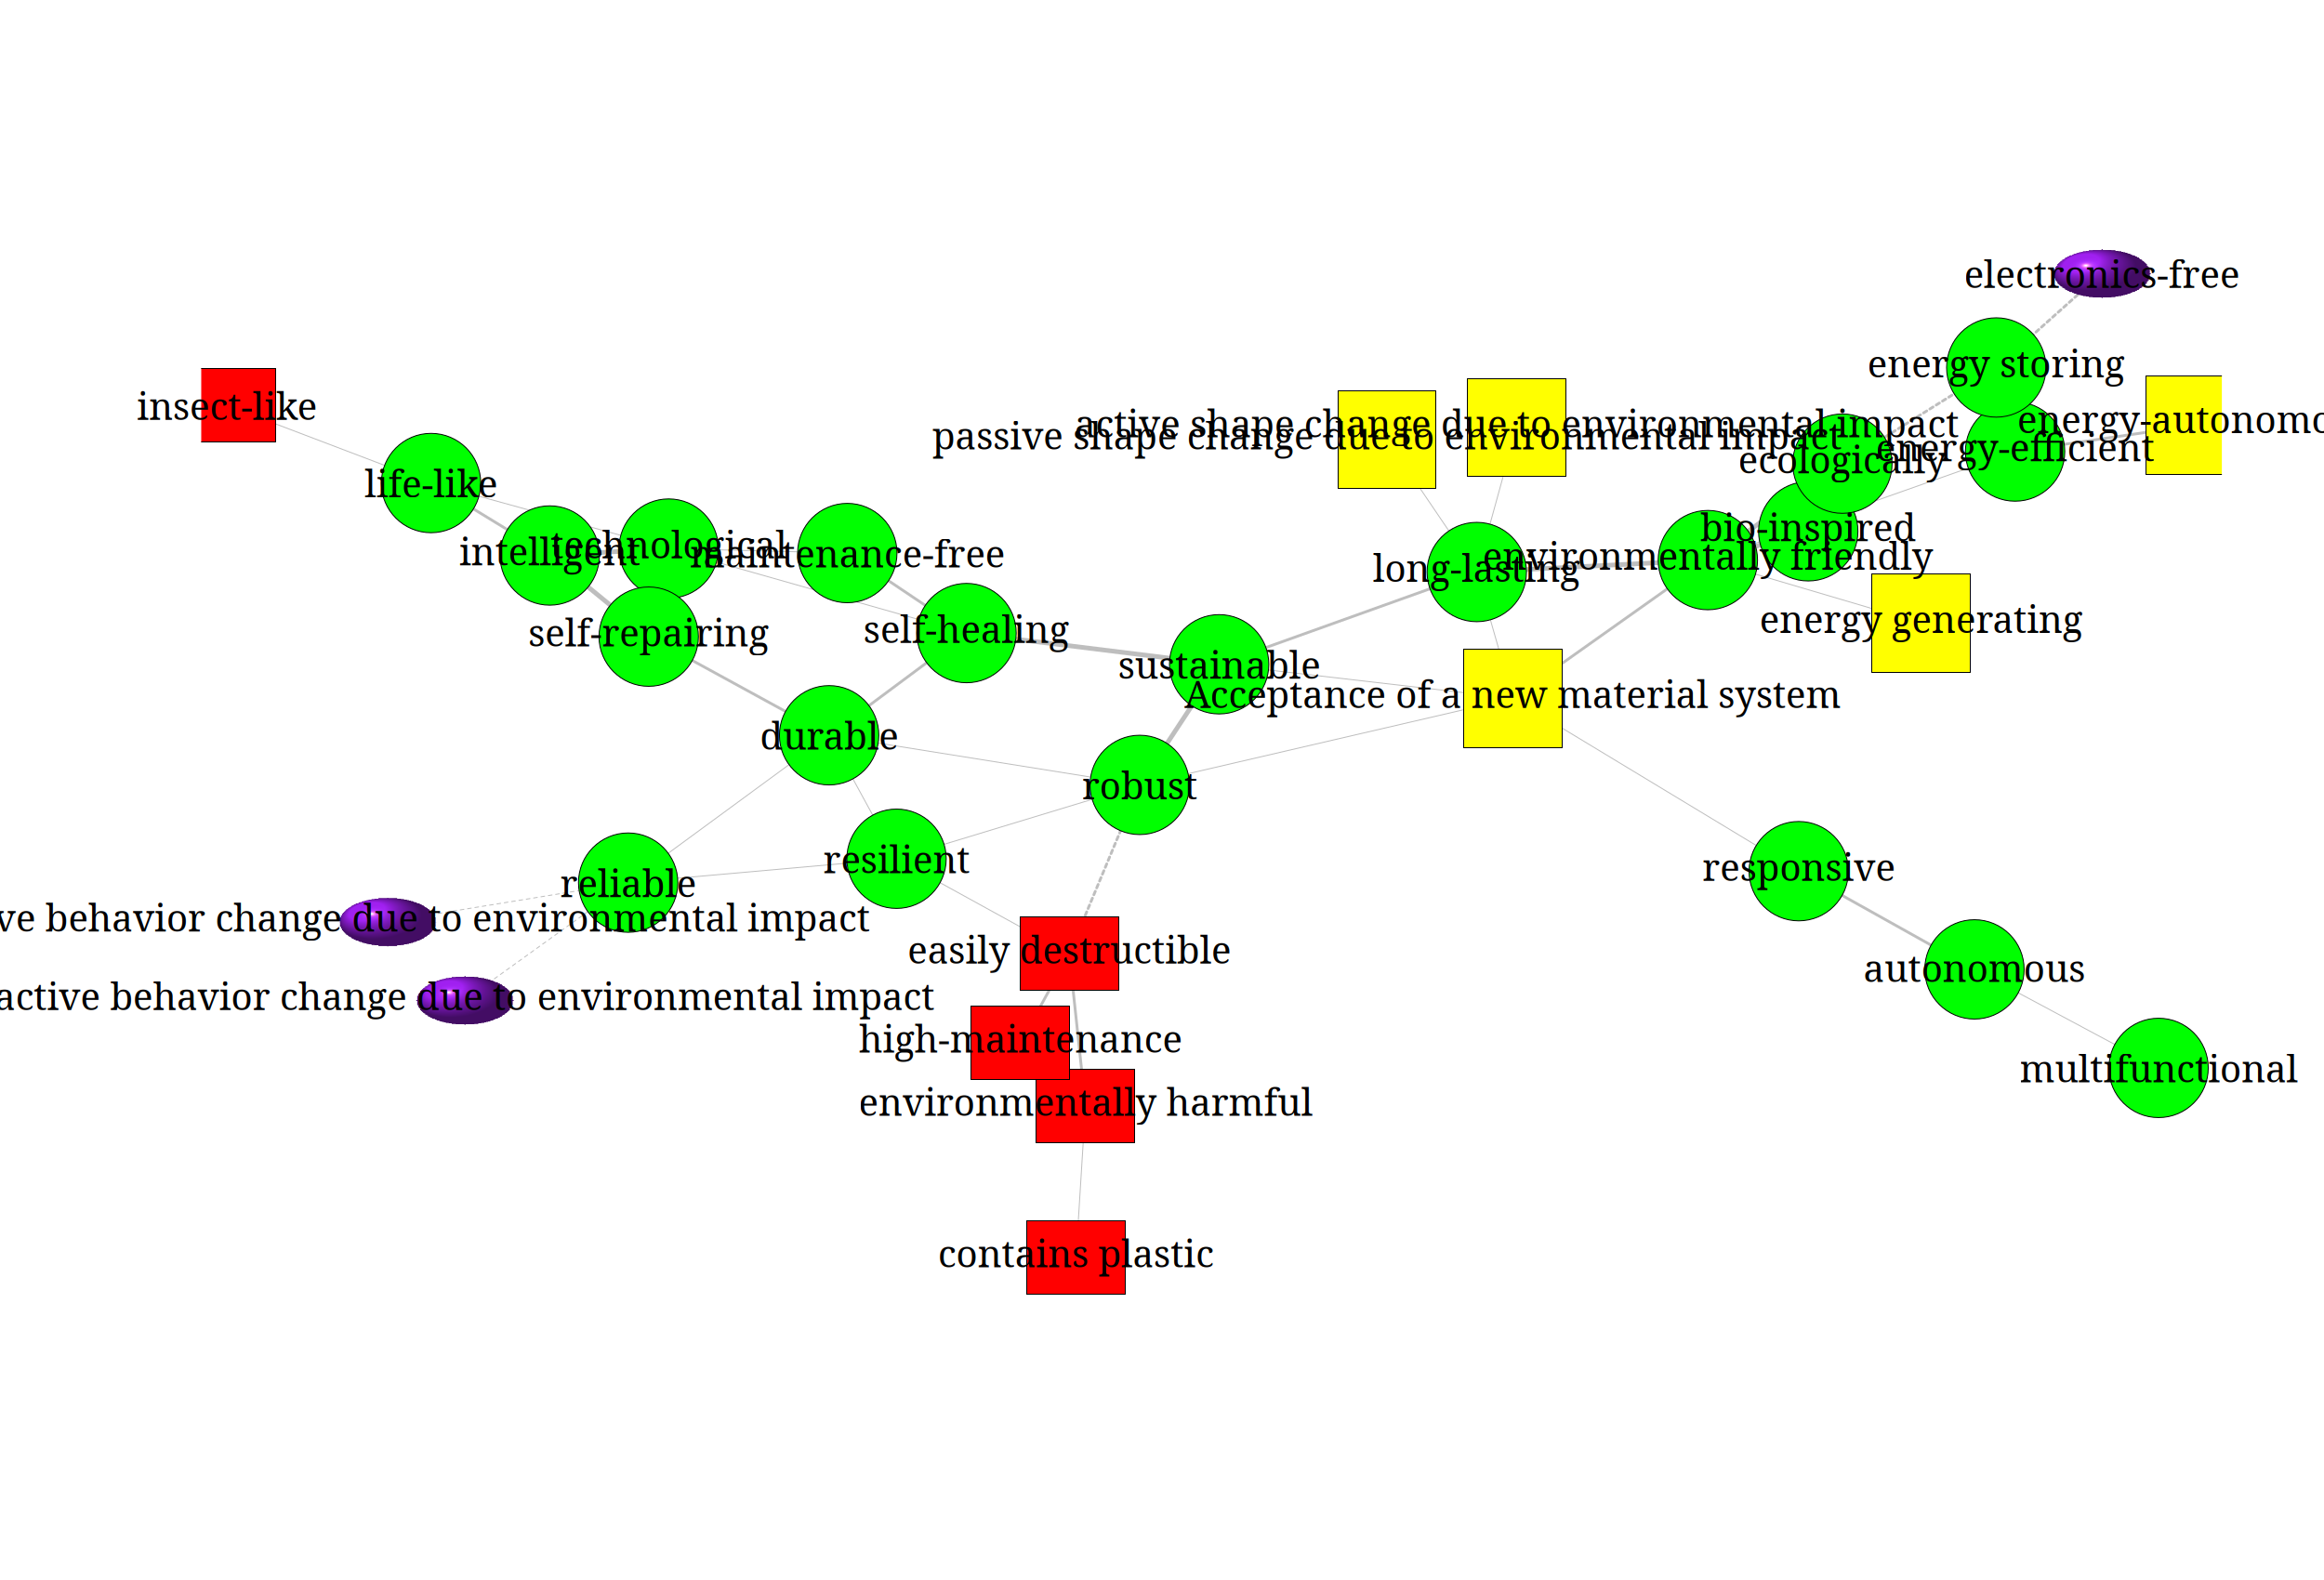 electronics-free
energy storing
insect-like
energy-autonomo
active shape change due to environmental impact
passive shape change due to environmental impact
energy-efficient
ecologically
life-like
bio-inspired
technological
intelligent
maintenance-free
environmentally friendly
long-lasting
energy generating
self-repairing
self-healing
sustainable
Acceptance of a new material system
durable
robust
resilient
responsive
reliable
ve behavior change due to environmental impact
easily destructible
autonomous
active behavior change due to environmental impact
high-maintenance
multifunctional
environmentally harmful
contains plastic